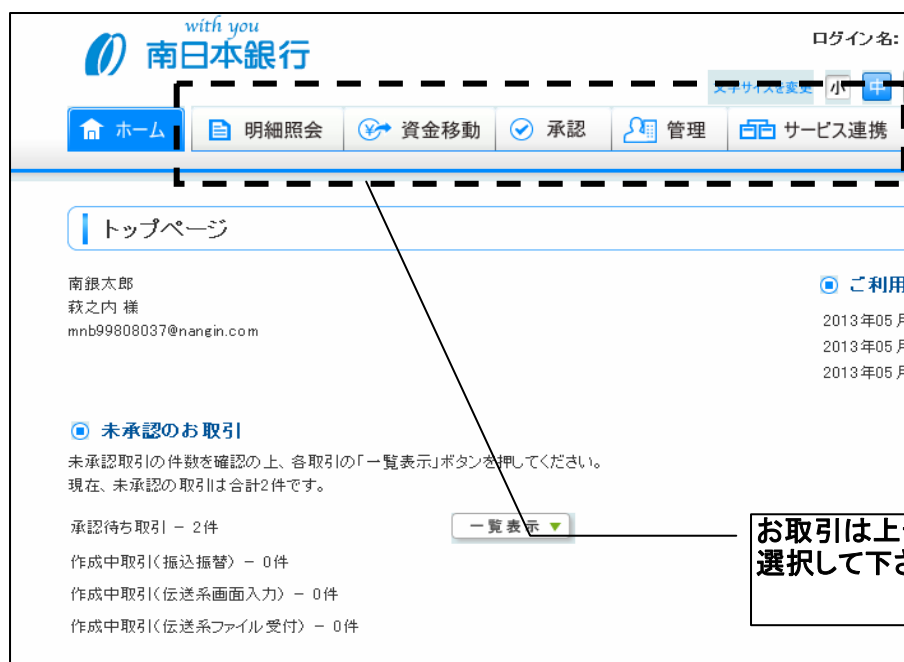 with you
南日本銀行
ログイン名:
文字サイズを変更 小 中
ホーム 明細照会 資金移動 承認 管理 サービス連携
トップページ
南銀太郎
萩之内 様
mnb99808037@nangin.com
ご利用
2013年05月
2013年05月
2013年05月
未承認のお取引
未承認取引の件数を確認の上、各取引の「一覧表示」ボタンを押してください。
現在、未承認の取引は合計2件です。
承認待ち取引 - 2件 一覧表示 ▼
作成中取引(振込振替) - 0件
作成中取引(伝送系画面入力) - 0件
作成中取引(伝送系ファイル受付) - 0件
お取引は上
選択して下さ